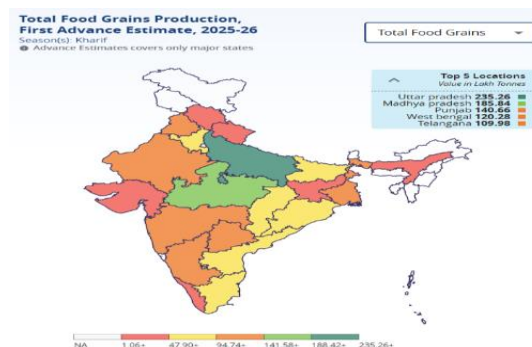 Total Food Grains Production,
First Advance Estimate, 2025-26
Season(s): Kharif
Advance Estimates covers only major states
Total Food Grains
Top 5 Locations
Value in Lakh Tonnes
Uttar pradesh 235.26
Madhya pradesh 185.84
Punjab 140.66
West bengal 120.28
Telangana 109.98
NA 1.06+ 47.90+ 94.74+ 141.58+ 188.42+ 235.26+